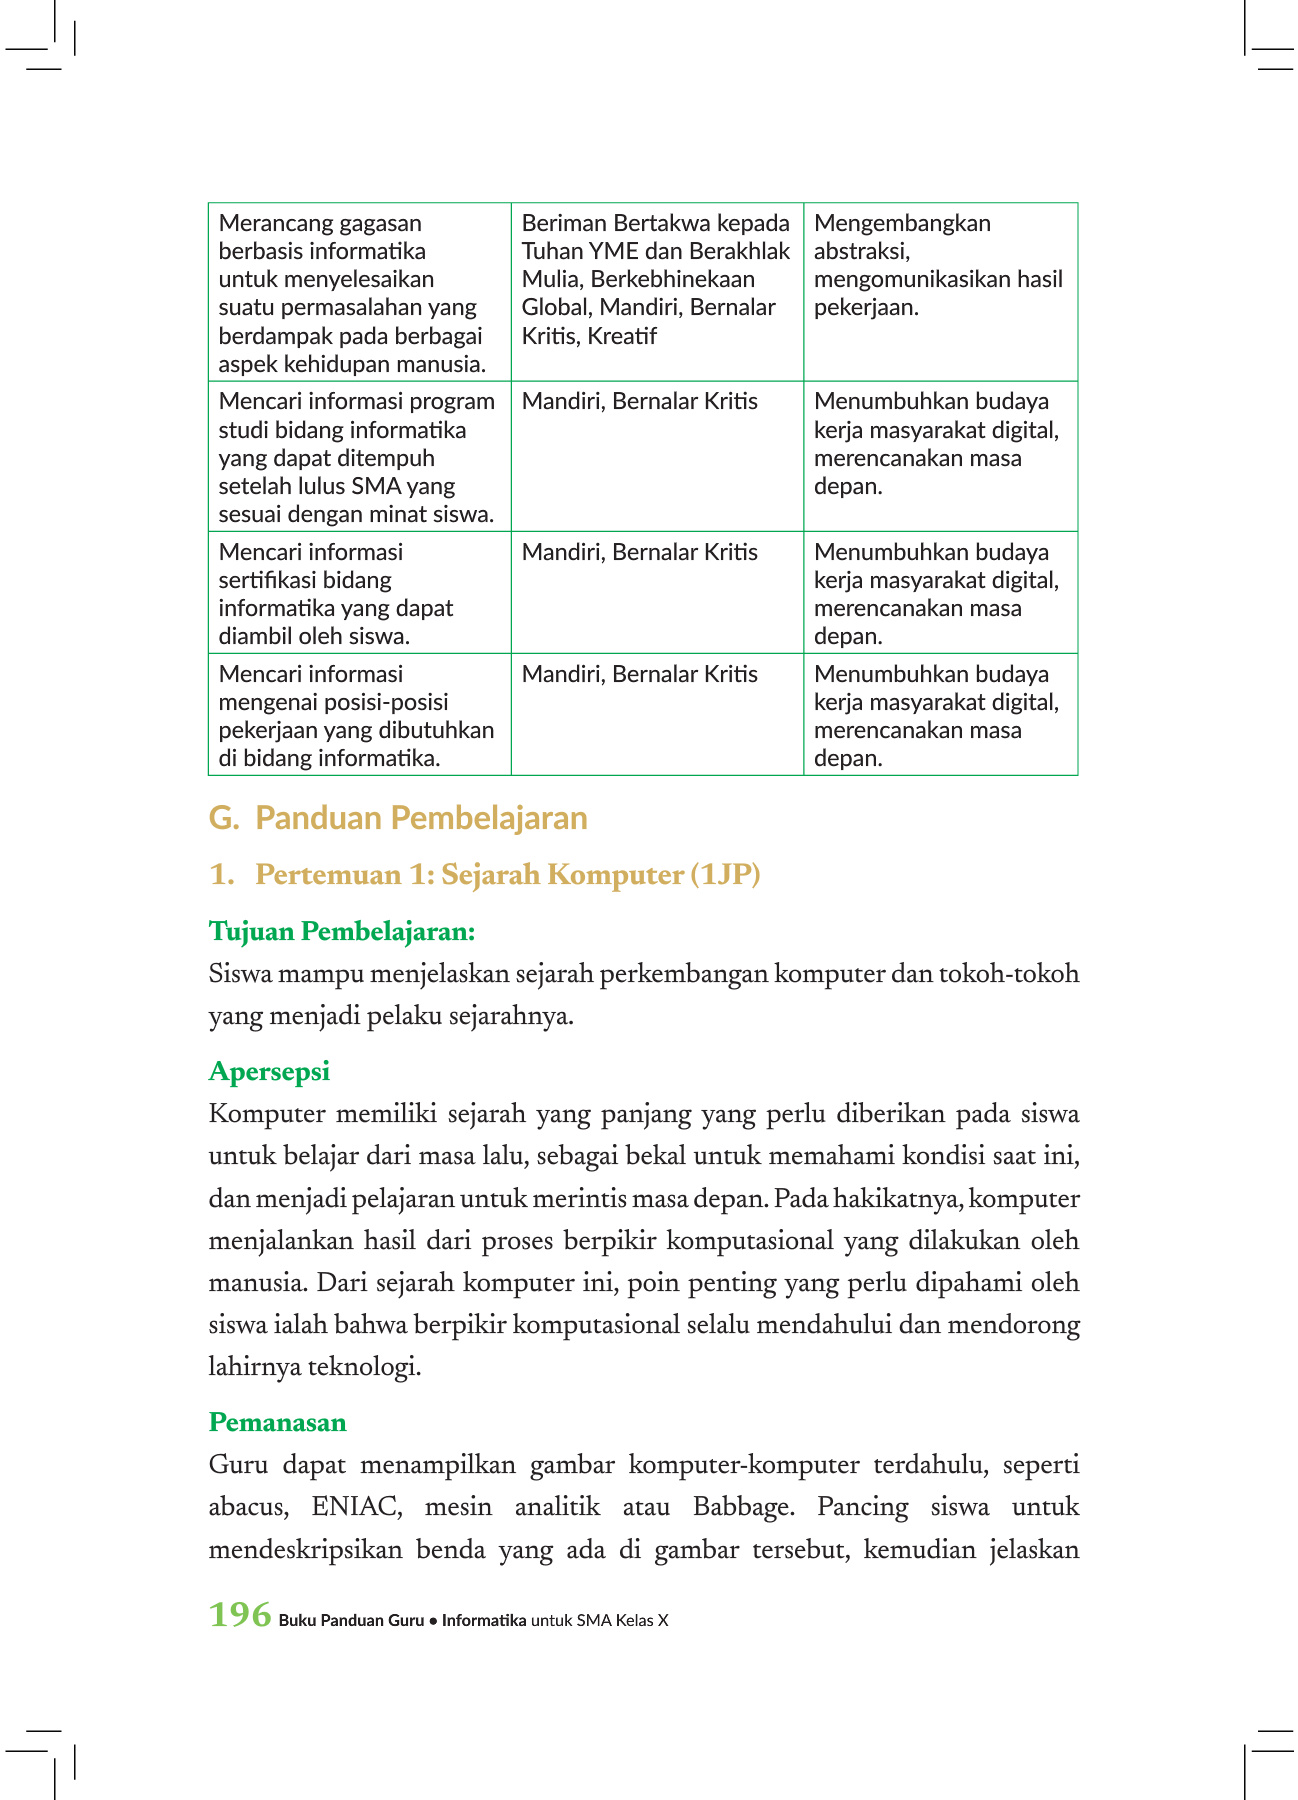 Merancang gagasan
berbasis informatika
untuk menyelesaikan
suatu permasalahan yang
berdampak pada berbagai
aspek kehidupan manusia.
Beriman Bertakwa kepada
Tuhan YME dan Berakhlak
Mulia, Berkebhinekaan
Global, Mandiri, Bernalar
Kritis, Kreatif
Mengembangkan
abstraksi,
mengomunikasikan hasil
pekerjaan.
Mencari informasi program
studi bidang informatika
yang dapat ditempuh
setelah lulus SMA yang
sesuai dengan minat siswa.
Mandiri, Bernalar Kritis
Menumbuhkan budaya
kerja masyarakat digital,
merencanakan masa
depan.
Mencari informasi
sertifikasi bidang
informatika yang dapat
diambil oleh siswa.
Mandiri, Bernalar Kritis
Menumbuhkan budaya
kerja masyarakat digital,
merencanakan masa
depan.
Mencari informasi
mengenai posisi-posisi
pekerjaan yang dibutuhkan
di bidang informatika.
Mandiri, Bernalar Kritis
Menumbuhkan budaya
kerja masyarakat digital,
merencanakan masa
depan.
G. Panduan Pembelajaran
1. Pertemuan 1: Sejarah Komputer (1JP)
Tujuan Pembelajaran:
Siswa mampu menjelaskan sejarah perkembangan komputer dan tokoh-tokoh
yang menjadi pelaku sejarahnya.
Apersepsi
Komputer memiliki sejarah yang panjang yang perlu diberikan pada siswa
untuk belajar dari masa lalu, sebagai bekal untuk memahami kondisi saat ini,
dan menjadi pelajaran untuk merintis masa depan. Pada hakikatnya, komputer
menjalankan hasil dari proses berpikir komputasional yang dilakukan oleh
manusia. Dari sejarah komputer ini, poin penting yang perlu dipahami oleh
siswa ialah bahwa berpikir komputasional selalu mendahului dan mendorong
lahirnya teknologi.
Pemanasan
Guru dapat menampilkan gambar komputer-komputer terdahulu, seperti
abacus, ENIAC, mesin analitik atau Babbage. Pancing siswa untuk
mendeskripsikan benda yang ada di gambar tersebut, kemudian jelaskan
196 Buku Panduan Guru • Informatika untuk SMA Kelas X